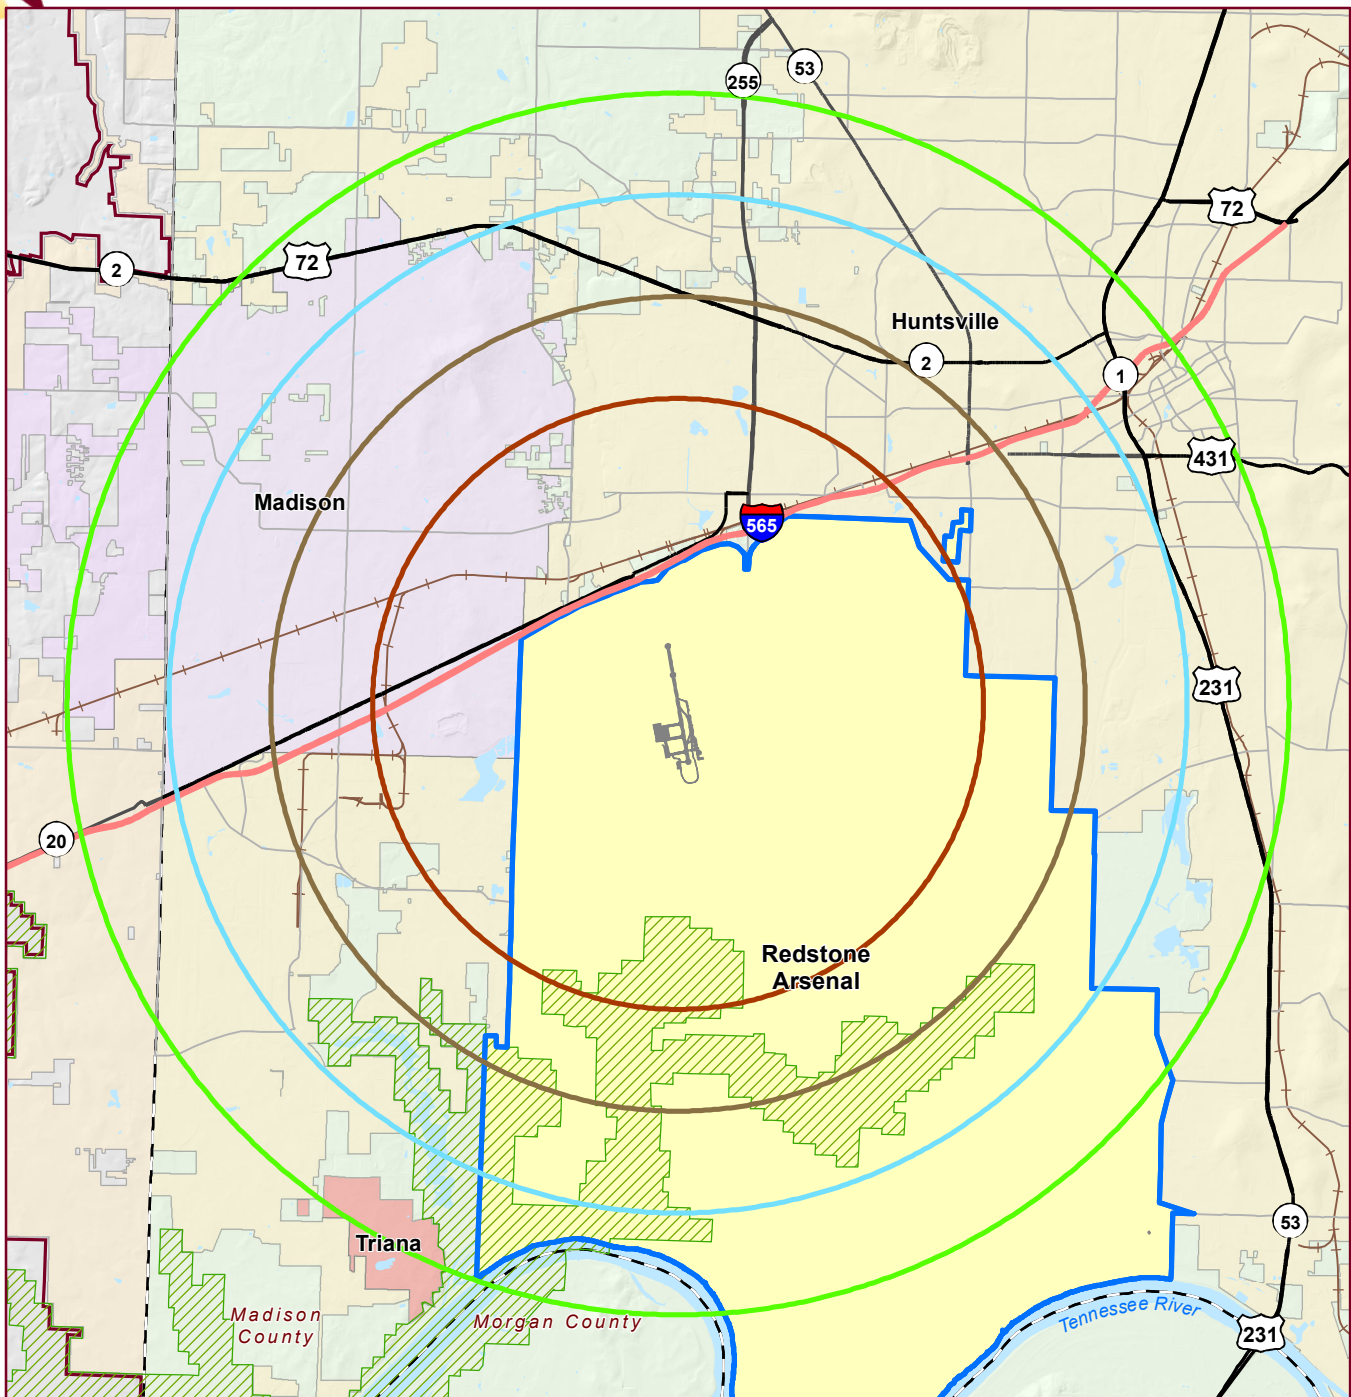 53
255
72
72
2
Huntsville
2
1
431
Madison
565
231
20
Redstone
Arsenal
53
Triana
Madison
County
Morgan County
Tennessee River
231